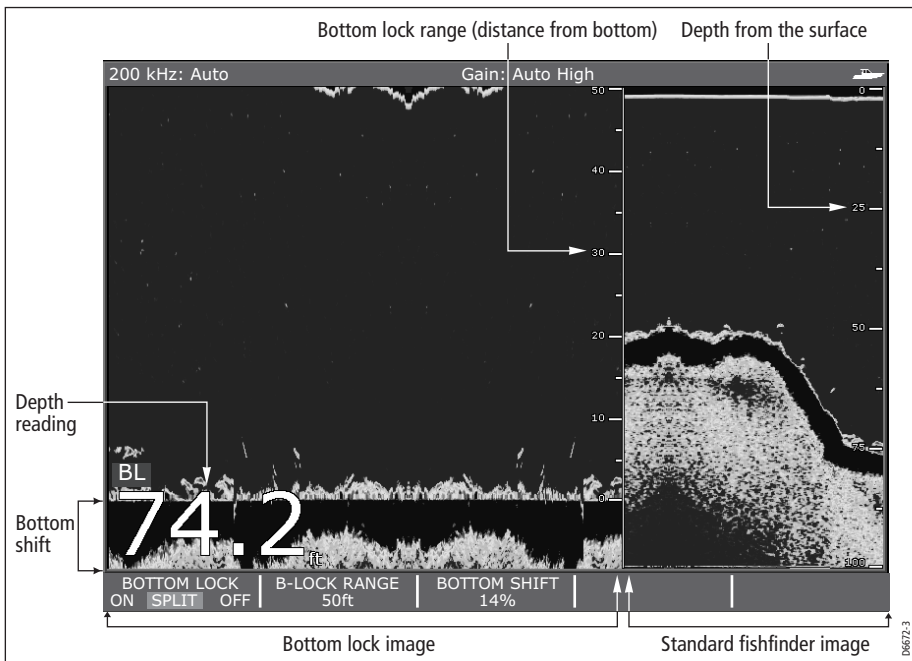 Bottom lock range (distance from bottom)
Depth from the surface
200 kHz: Auto
Gain: Auto High
50
0
40
25
30
50
20
10
75
0
100
Depth
reading
BL
74.2
ft
Bottom
shift
BOTTOM LOCK
ON SPLIT OFF
B-LOCK RANGE
50ft
BOTTOM SHIFT
14%
Bottom lock image
Standard fishfinder image
D6672-3